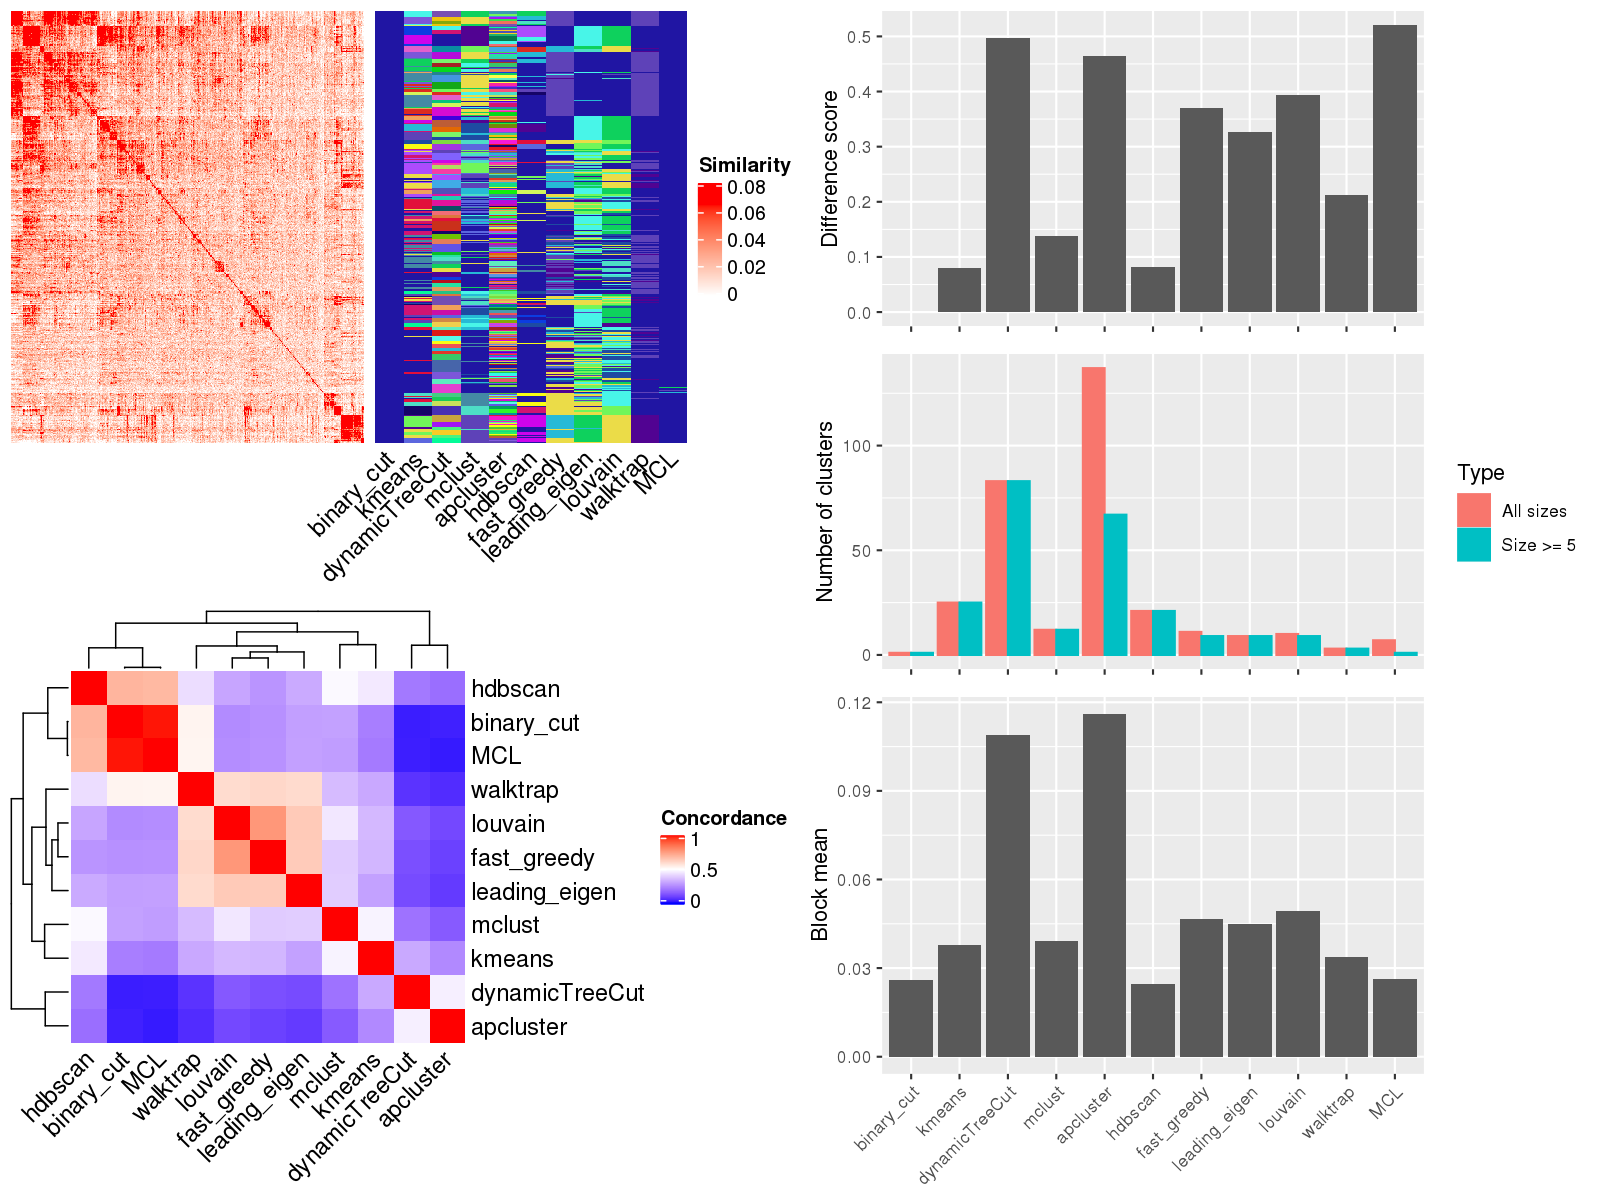 Similarity
0.08
0.06
0.04
0.02
0
binary_cut
kmeans
dynamicTreeCut
mclust
apcluster
hdbscan
fast_greedy
leading_eigen
louvain
walktrap
MCL
hdbscan
binary_cut
MCL
walktrap
louvain
fast_greedy
leading_eigen
mclust
kmeans
dynamicTreeCut
apcluster
hdbscan
binary_cut
MCL
walktrap
louvain
fast_greedy
leading_eigen
mclust
kmeans
dynamicTreeCut
apcluster
Concordance
1
0.5
0
Difference score
0.5
0.4
0.3
0.2
0.1
0.0
Number of clusters
100
50
0
Type
All sizes
Size >= 5
Block mean
0.12
0.09
0.06
0.03
0.00
binary_cut
kmeans
dynamicTreeCut
mclust
apcluster
hdbscan
fast_greedy
leading_eigen
louvain
walktrap
MCL